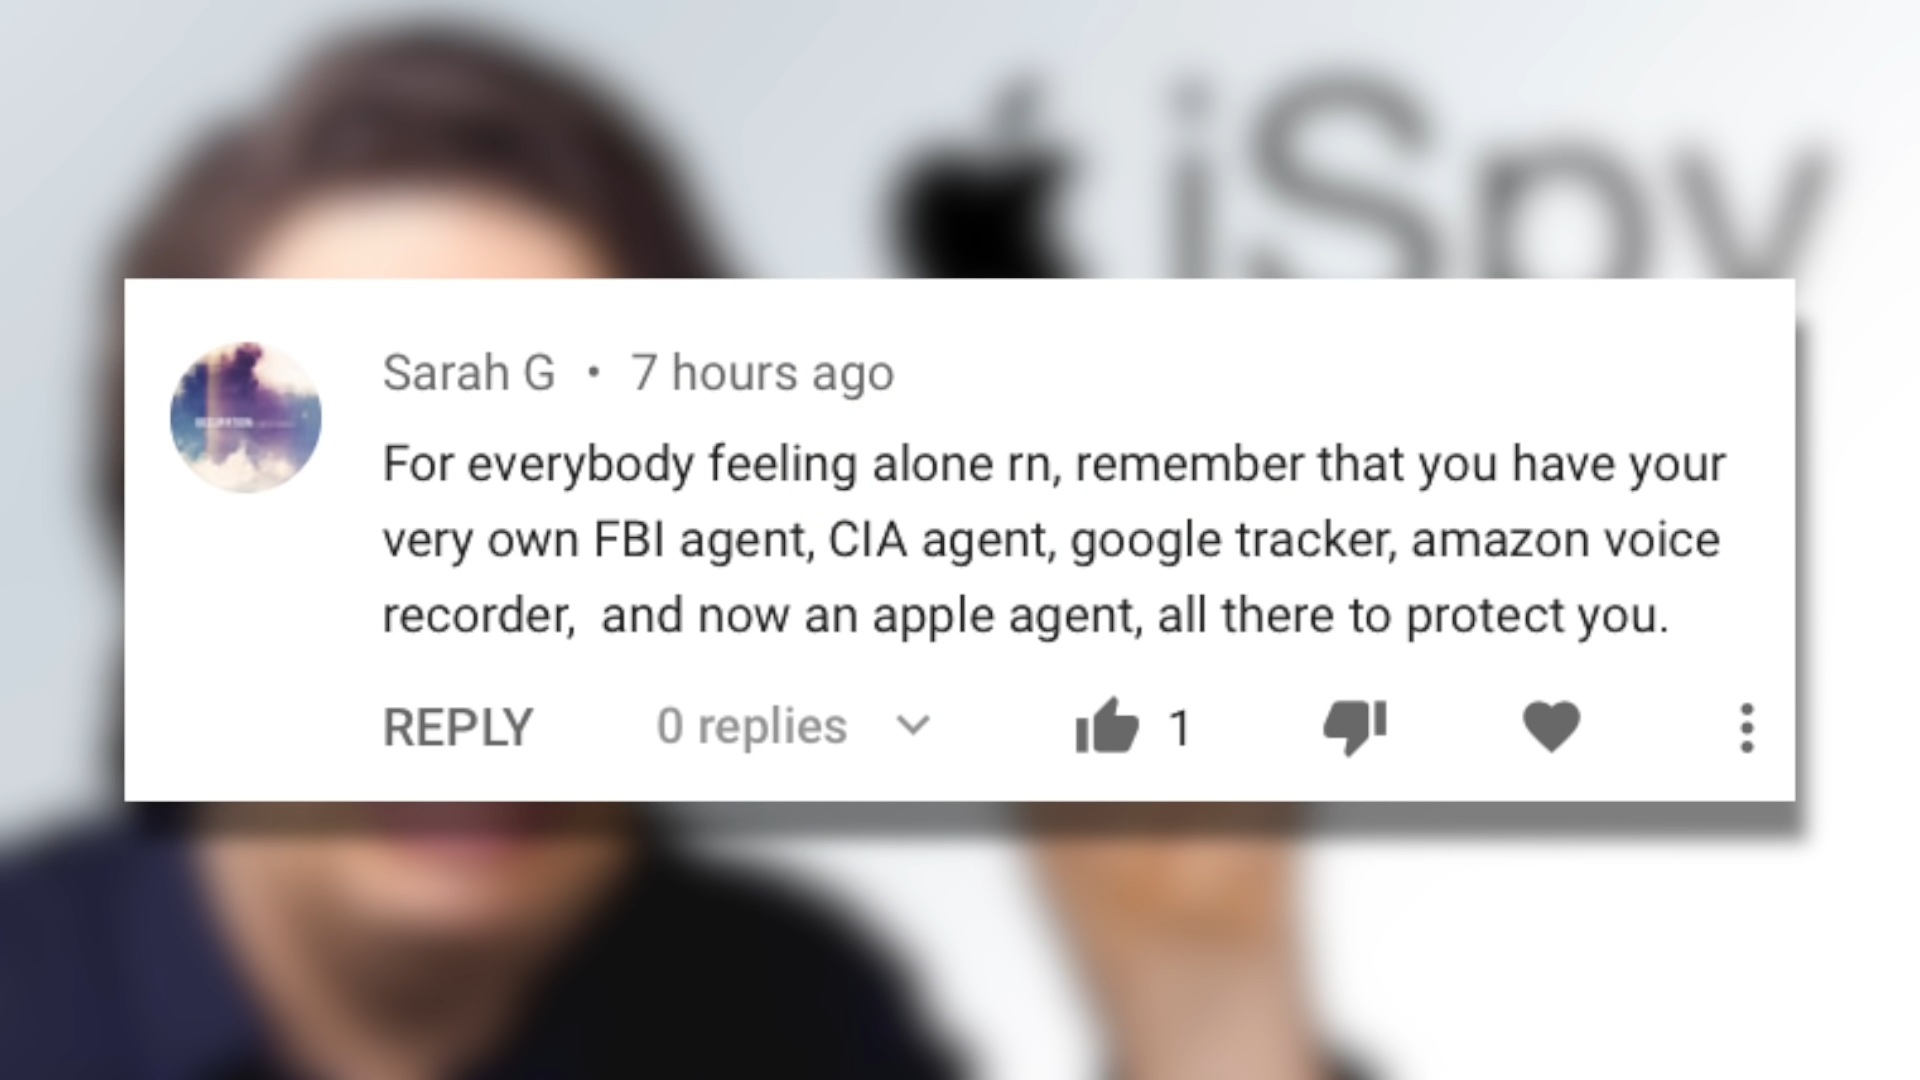 iSpy
Sarah G • 7 hours ago
For everybody feeling alone rn, remember that you have your
very own FBI agent, CIA agent, google tracker, amazon voice
recorder,  and now an apple agent, all there to protect you.
REPLY 0 replies 1